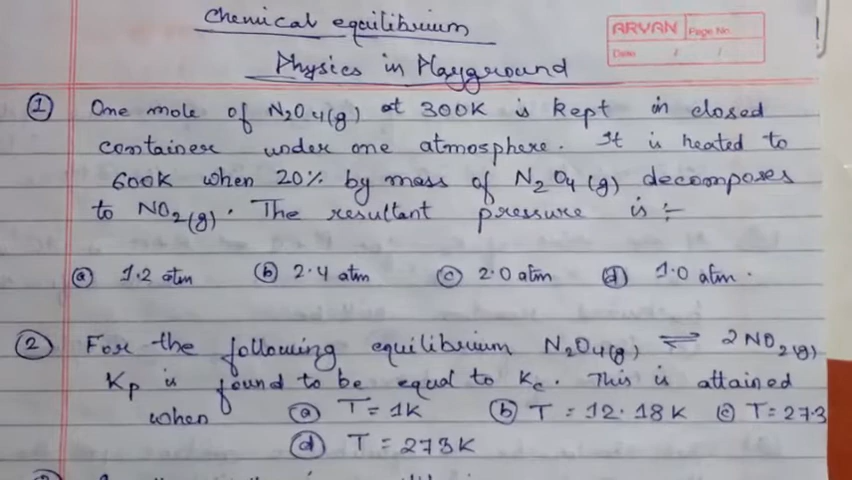 Chemical equilibrium
ARVAN Page No.
Date / /
Physics in Playground
① One mole of N₂O₄(g) at 300K is kept in closed
container under one atmosphere. It is heated to
600K when 20% by mass of N₂O₄(g) decomposes
to NO₂(g). The resultant pressure is :-
ⓐ 1.2 atm ⓑ 2.4 atm ⓒ 2.0 atm ⓓ 1.0 atm.
② For the following equilibrium N₂O₄(g) ⇌ 2NO₂(g)
Kp is found to be equal to Kc. This is attained
when ⓐ T = 1K ⓑ T = 12.18K ⓒ T = 27.3
ⓓ T = 273K